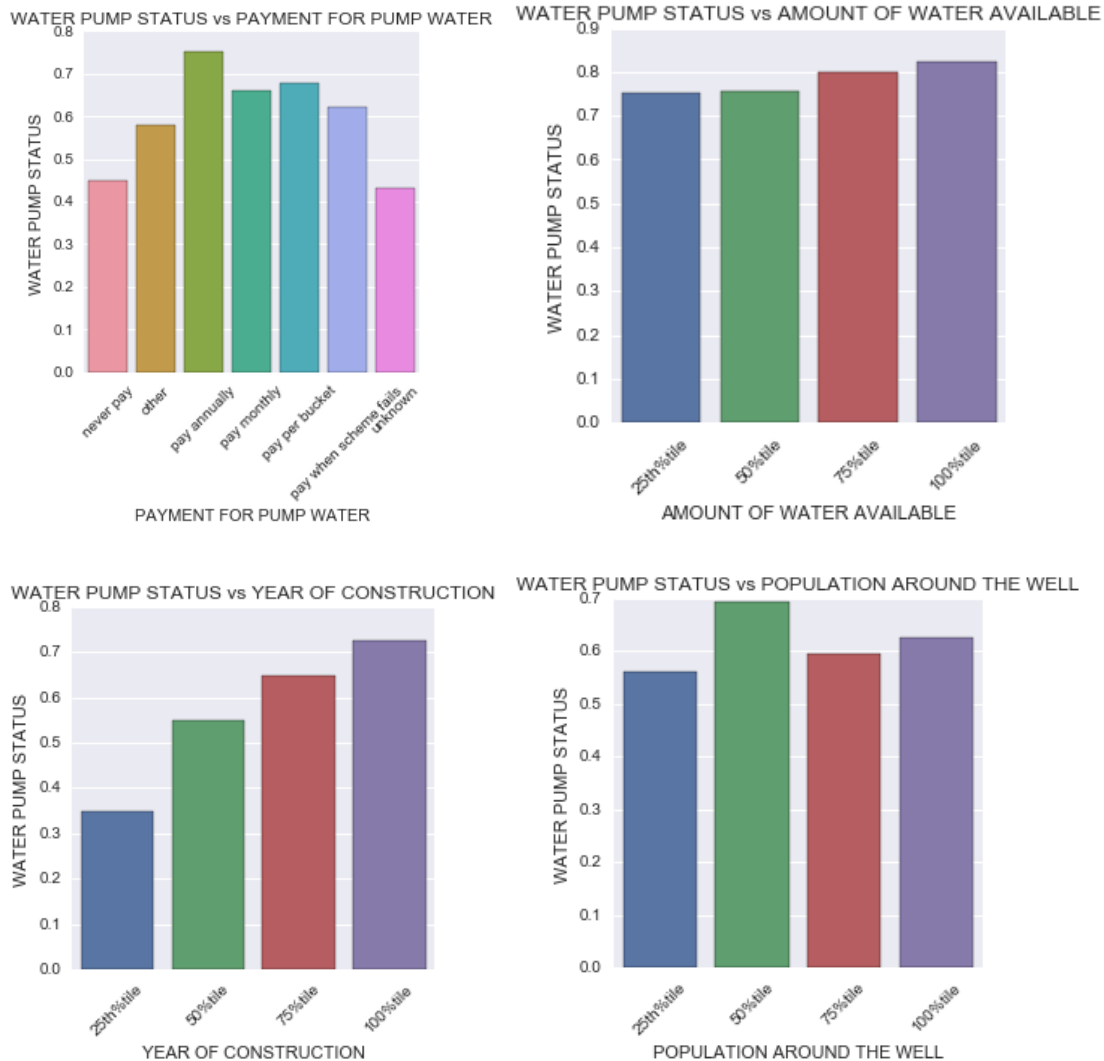 WATER PUMP STATUS vs PAYMENT FOR PUMP WATER
0.8
0.7
0.6
0.5
0.4
0.3
0.2
0.1
0.0
WATER PUMP STATUS
never pay
other
pay annually
pay monthly
pay per bucket
pay when scheme fails
unknown
PAYMENT FOR PUMP WATER
WATER PUMP STATUS vs AMOUNT OF WATER AVAILABLE
0.9
0.8
0.7
0.6
0.5
0.4
0.3
0.2
0.1
0.0
WATER PUMP STATUS
25th%tile
50%tile
75%tile
100%tile
AMOUNT OF WATER AVAILABLE
WATER PUMP STATUS vs YEAR OF CONSTRUCTION
0.8
0.7
0.6
0.5
0.4
0.3
0.2
0.1
0.0
WATER PUMP STATUS
25th%tile
50%tile
75%tile
100%tile
YEAR OF CONSTRUCTION
WATER PUMP STATUS vs POPULATION AROUND THE WELL
0.7
0.6
0.5
0.4
0.3
0.2
0.1
0.0
WATER PUMP STATUS
25th%tile
50%tile
75%tile
100%tile
POPULATION AROUND THE WELL